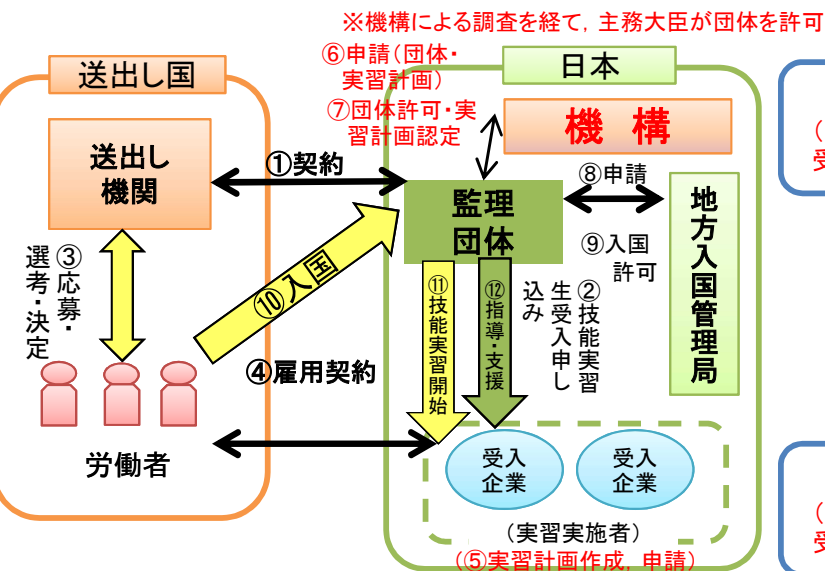 ※機構による調査を経て，主務大臣が団体を許可
送出し国
⑥申請（団体・
実習計画）
⑦団体許可・実
習計画認定
日本
機　構
送出し
機関
①契約
監理
団体
⑧申請
⑨入国
許可
地方入国管理局
③応募・
選考・決定
⑩入国
④雇用契約
⑪技能実習開始
⑫指導・支援
②技能実習
生受入申し
込み
労働者
受入
企業
受入
企業
（実習実施者）
（⑤実習計画作成，申請）
（
受
（
受